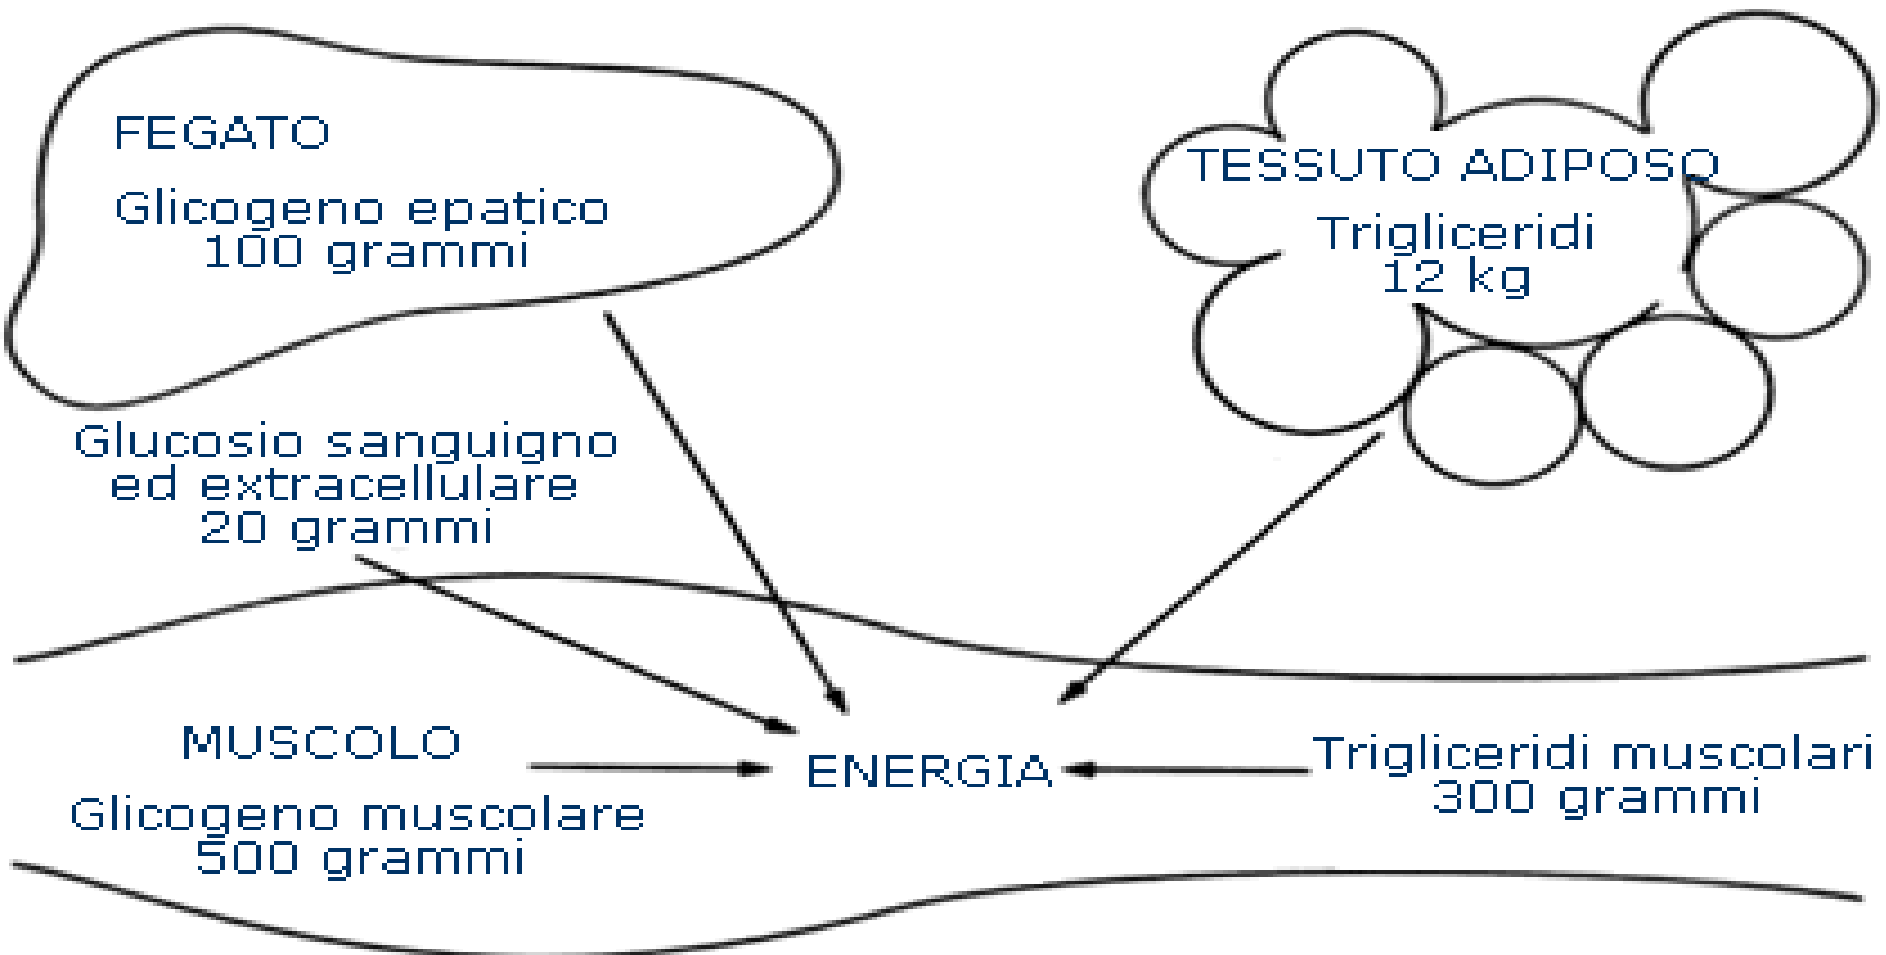 FEGATO
Glicogeno epatico
100 grammi
TESSUTO ADIPOSO
Trigliceridi
12 kg
Glucosio sanguigno
ed extracellulare
20 grammi
MUSCOLO
Glicogeno muscolare
500 grammi
ENERGIA
Trigliceridi muscolari
300 grammi